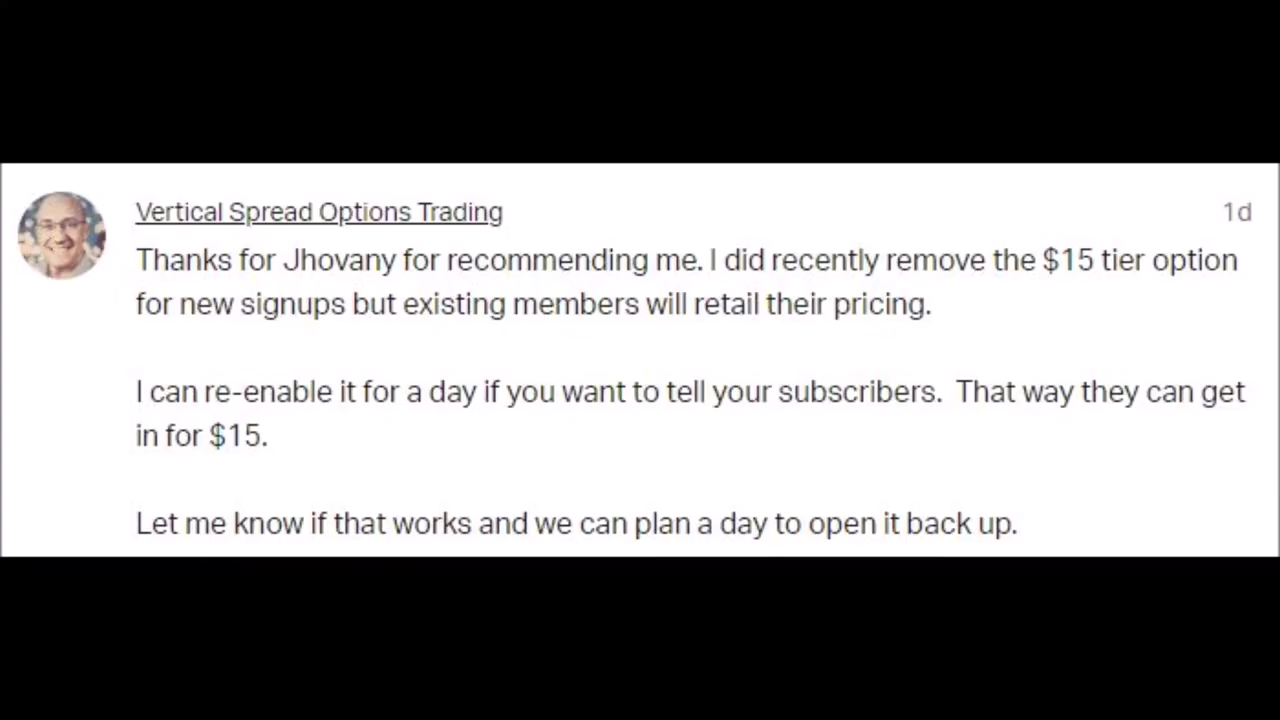 Vertical Spread Options Trading 1d
Thanks for Jhovany for recommending me. I did recently remove the $15 tier option
for new signups but existing members will retail their pricing.
I can re-enable it for a day if you want to tell your subscribers.  That way they can get
in for $15.
Let me know if that works and we can plan a day to open it back up.